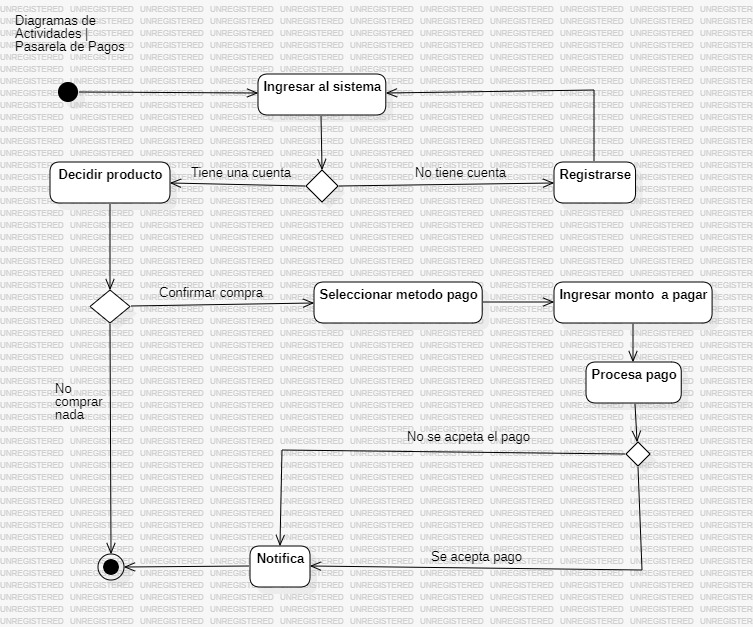 Diagramas de
Actividades |
Pasarela de Pagos
Ingresar al sistema
Decidir producto
Tiene una cuenta
No tiene cuenta
Registrarse
Confirmar compra
Seleccionar metodo pago
Ingresar monto a pagar
Procesa pago
No
comprar
nada
No se acpeta el pago
Notifica
Se acepta pago
UNREGISTERED